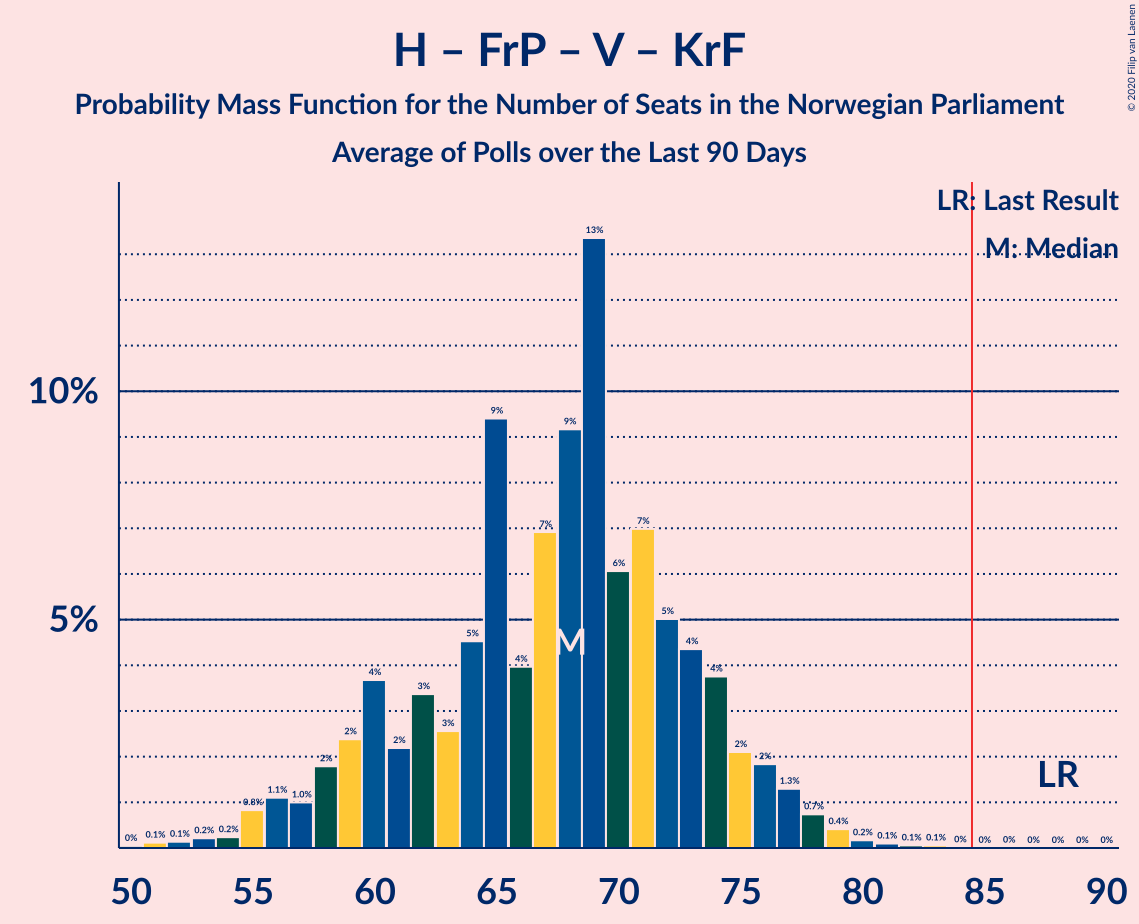 H – FrP – V – KrF
Probability Mass Function for the Number of Seats in the Norwegian Parliament
Average of Polls over the Last 90 Days
© 2020 Filip van Laenen
LR: Last Result
M: Median
10%
5%
0% 0.1% 0.1% 0.2% 0.2% 0.8% 1.1% 1.0% 2% 2% 4% 2% 3% 3% 5% 9% 4% 7% 9% 13% 6% 7% 5% 4% 4% 2% 2% 1.3% 0.7% 0.4% 0.2% 0.1% 0.1% 0.1% 0% 0% 0% 0% 0% 0% 0%
M
LR
50 55 60 65 70 75 80 85 90